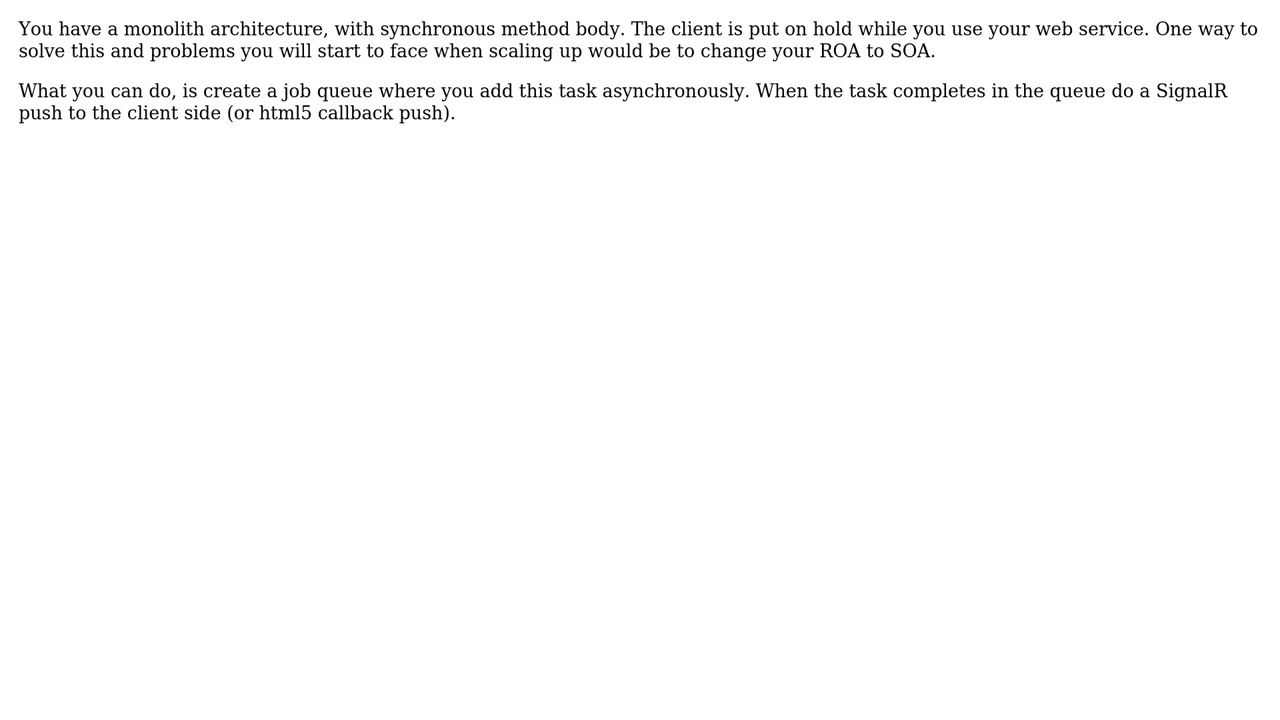 You have a monolith architecture, with synchronous method body. The client is put on hold while you use your web service. One way to
solve this and problems you will start to face when scaling up would be to change your ROA to SOA.
What you can do, is create a job queue where you add this task asynchronously. When the task completes in the queue do a SignalR
push to the client side (or html5 callback push).